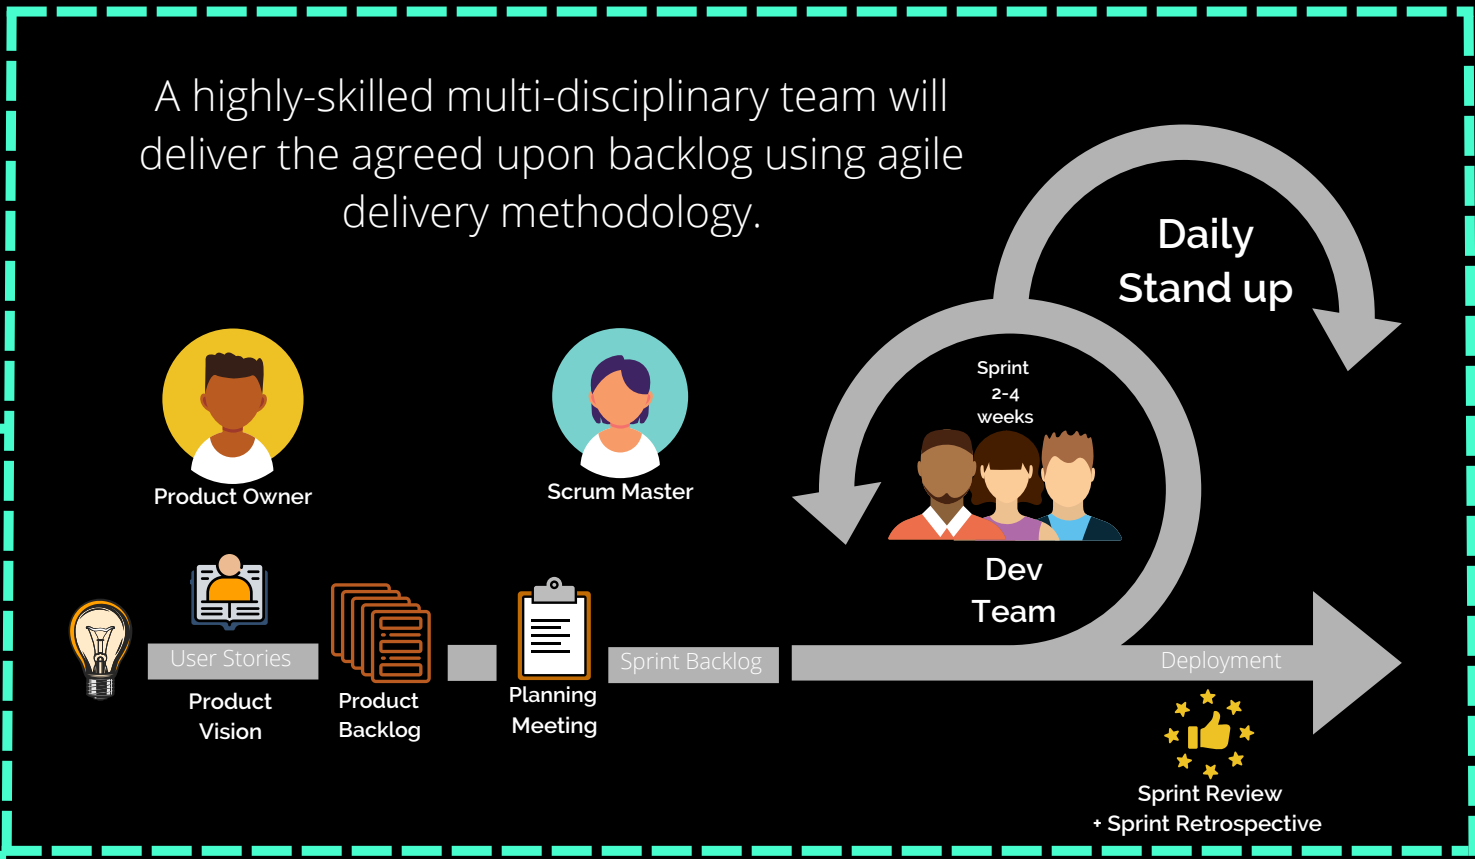 A highly-skilled multi-disciplinary team will
deliver the agreed upon backlog using agile
delivery methodology.
Daily
Stand up
Sprint
2-4
weeks
Product Owner
Scrum Master
Dev
Team
User Stories
Sprint Backlog
Deployment
Product
Vision
Product
Backlog
Planning
Meeting
Sprint Review
+ Sprint Retrospective